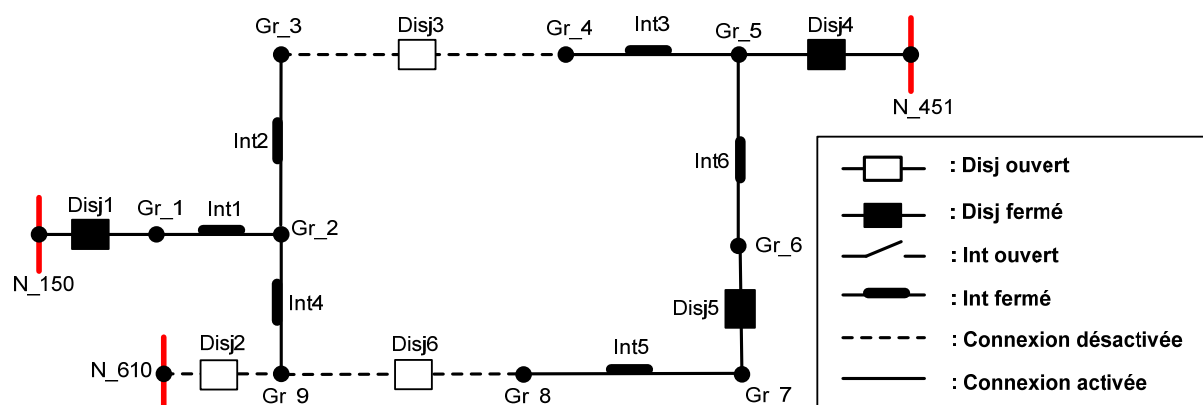 Gr_3
Disj3
Gr_4
Int3
Gr_5
Disj4
N_451
Int2
Int6
Disj1
Gr_1
Int1
Gr_2
N_150
Gr_6
Int4
Disj5
N_610
Disj2
Disj6
Int5
Gr_9
Gr_8
Gr_7
: Disj ouvert
: Disj fermé
: Int ouvert
: Int fermé
: Connexion désactivée
: Connexion activée